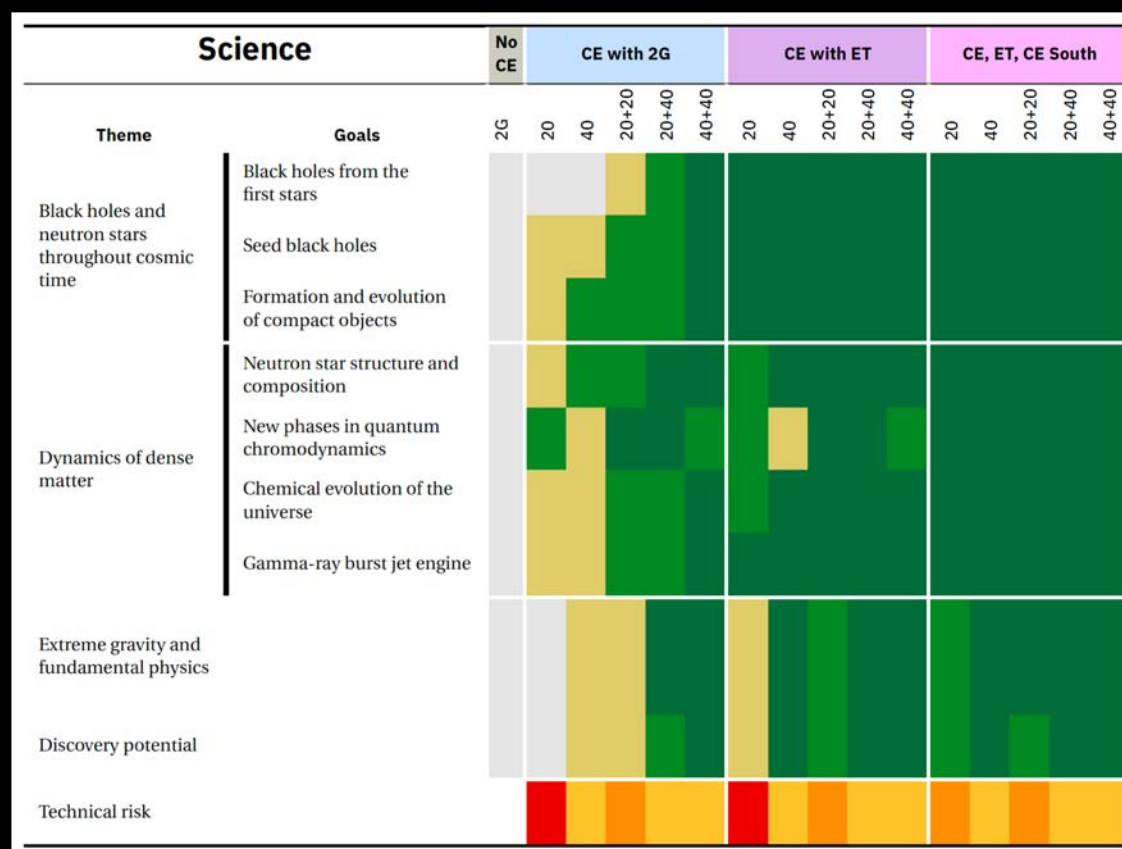 Science
No
CE
CE with 2G
CE with ET
CE, ET, CE South
Theme
Goals
2G
20
40
20+20
20+40
40+40
20
40
20+20
20+40
40+40
20
40
20+20
20+40
40+40
Black holes and
neutron stars
throughout cosmic
time
Black holes from the
first stars
Seed black holes
Formation and evolution
of compact objects
Dynamics of dense
matter
Neutron star structure and
composition
New phases in quantum
chromodynamics
Chemical evolution of the
universe
Gamma-ray burst jet engine
Extreme gravity and
fundamental physics
Discovery potential
Technical risk